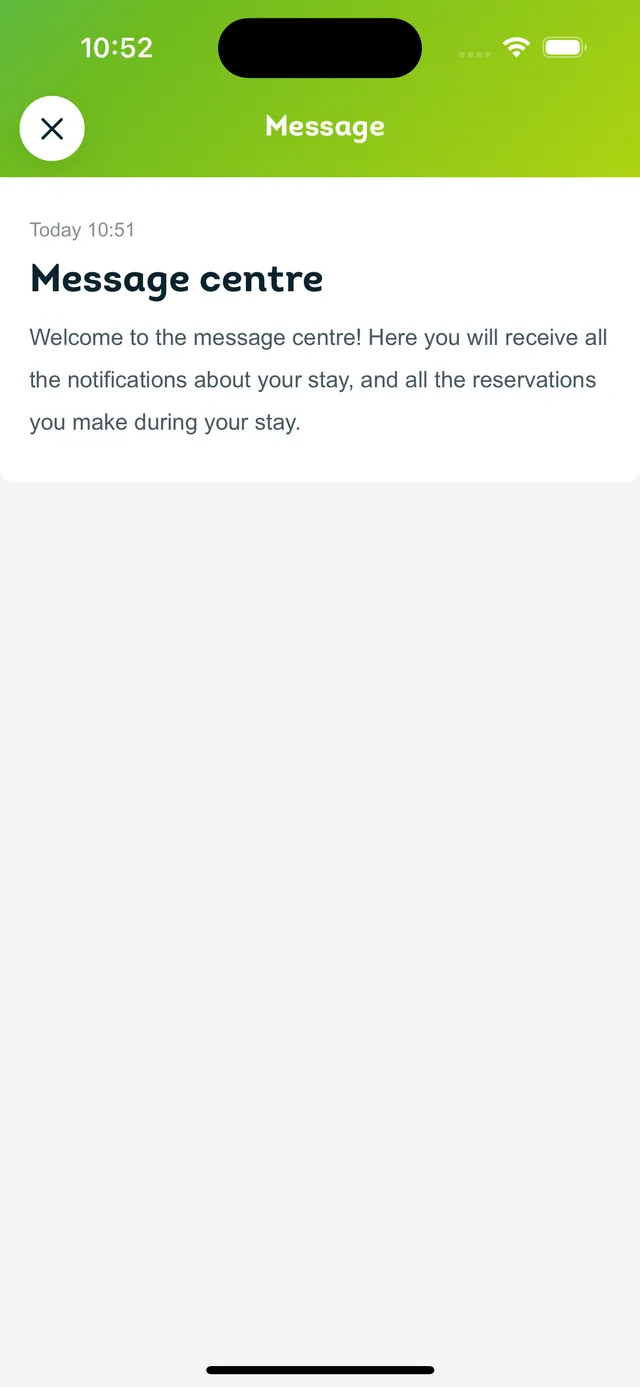 10:52
Message
Today 10:51
Message centre
Welcome to the message centre! Here you will receive all
the notifications about your stay, and all the reservations
you make during your stay.